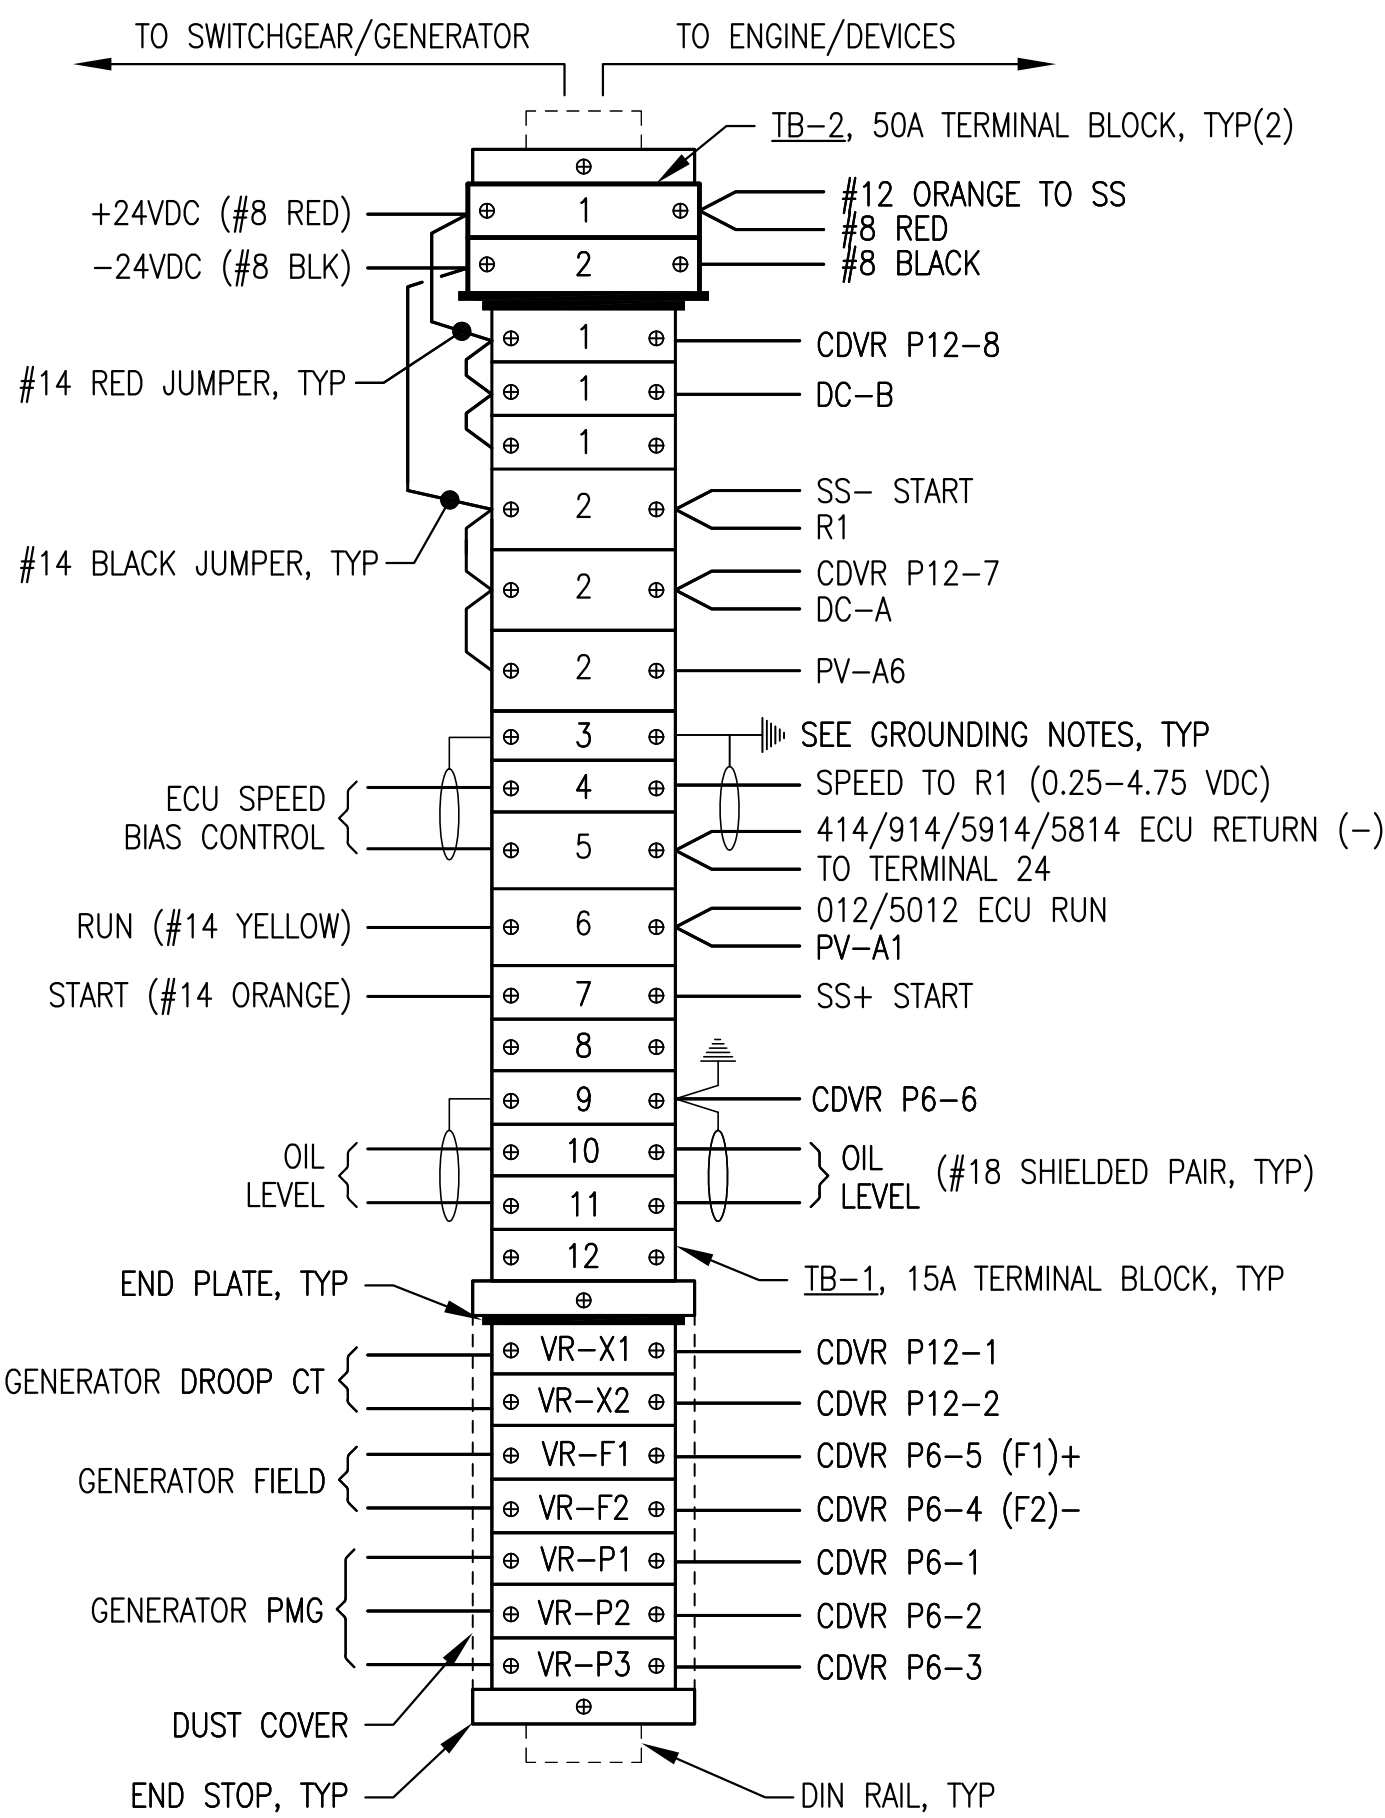 TO SWITCHGEAR/GENERATOR
TO ENGINE/DEVICES
TB-2, 50A TERMINAL BLOCK, TYP(2)
+24VDC (#8 RED)
1
#12 ORANGE TO SS
#8 RED
-24VDC (#8 BLK)
2
#8 BLACK
1
CDVR P12-8
#14 RED JUMPER, TYP
1
DC-B
1
2
SS- START
R1
#14 BLACK JUMPER, TYP
2
CDVR P12-7
DC-A
2
PV-A6
3
SEE GROUNDING NOTES, TYP
ECU SPEED
BIAS CONTROL
4
SPEED TO R1 (0.25-4.75 VDC)
5
414/914/5914/5814 ECU RETURN (-)
TO TERMINAL 24
RUN (#14 YELLOW)
6
012/5012 ECU RUN
PV-A1
START (#14 ORANGE)
7
SS+ START
8
9
CDVR P6-6
OIL
LEVEL
10
11
OIL
LEVEL
(#18 SHIELDED PAIR, TYP)
12
END PLATE, TYP
TB-1, 15A TERMINAL BLOCK, TYP
GENERATOR DROOP CT
VR-X1
CDVR P12-1
VR-X2
CDVR P12-2
GENERATOR FIELD
VR-F1
CDVR P6-5 (F1)+
VR-F2
CDVR P6-4 (F2)-
GENERATOR PMG
VR-P1
CDVR P6-1
VR-P2
CDVR P6-2
VR-P3
CDVR P6-3
DUST COVER
END STOP, TYP
DIN RAIL, TYP